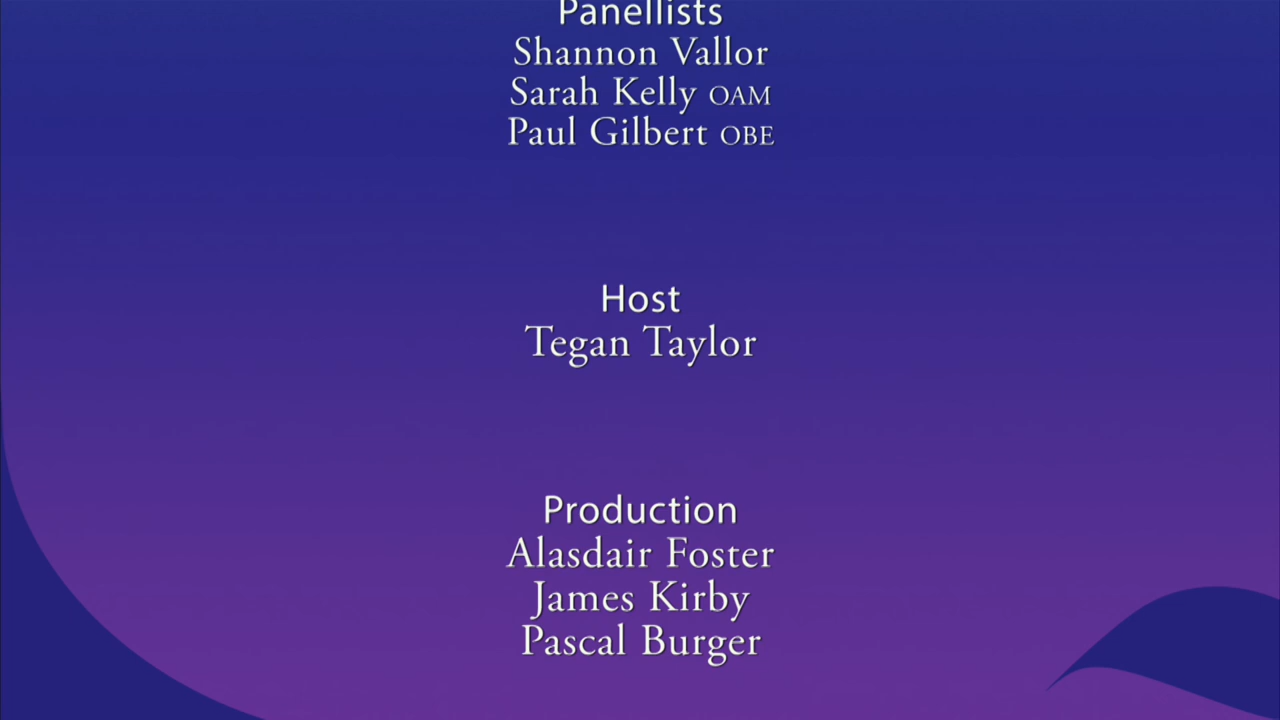 Panellists
Shannon Vallor
Sarah Kelly OAM
Paul Gilbert OBE
Host
Tegan Taylor
Production
Alasdair Foster
James Kirby
Pascal Burger